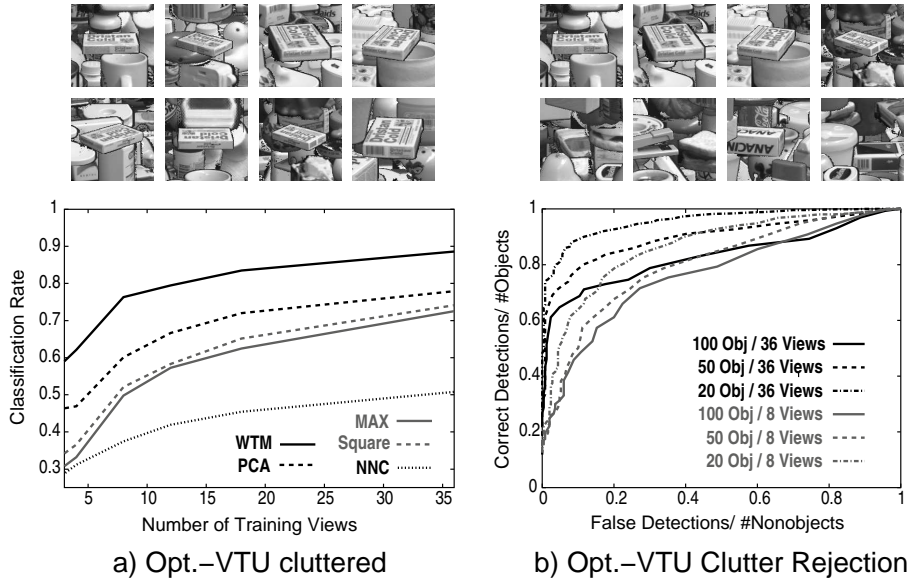 1
0.9
0.8
0.7
0.6
0.5
0.4
0.3
Classification Rate
5
10
15
20
25
30
35
Number of Training Views
WTM
PCA
MAX
Square
NNC
a) Opt.−VTU cluttered
1
0.8
0.6
0.4
0.2
0
Correct Detections/ #Objects
0
0.2
0.4
0.6
0.8
1
False Detections/ #Nonobjects
100 Obj / 36 Views
50 Obj / 36 Views
20 Obj / 36 Views
100 Obj / 8 Views
50 Obj / 8 Views
20 Obj / 8 Views
b) Opt.−VTU Clutter Rejection